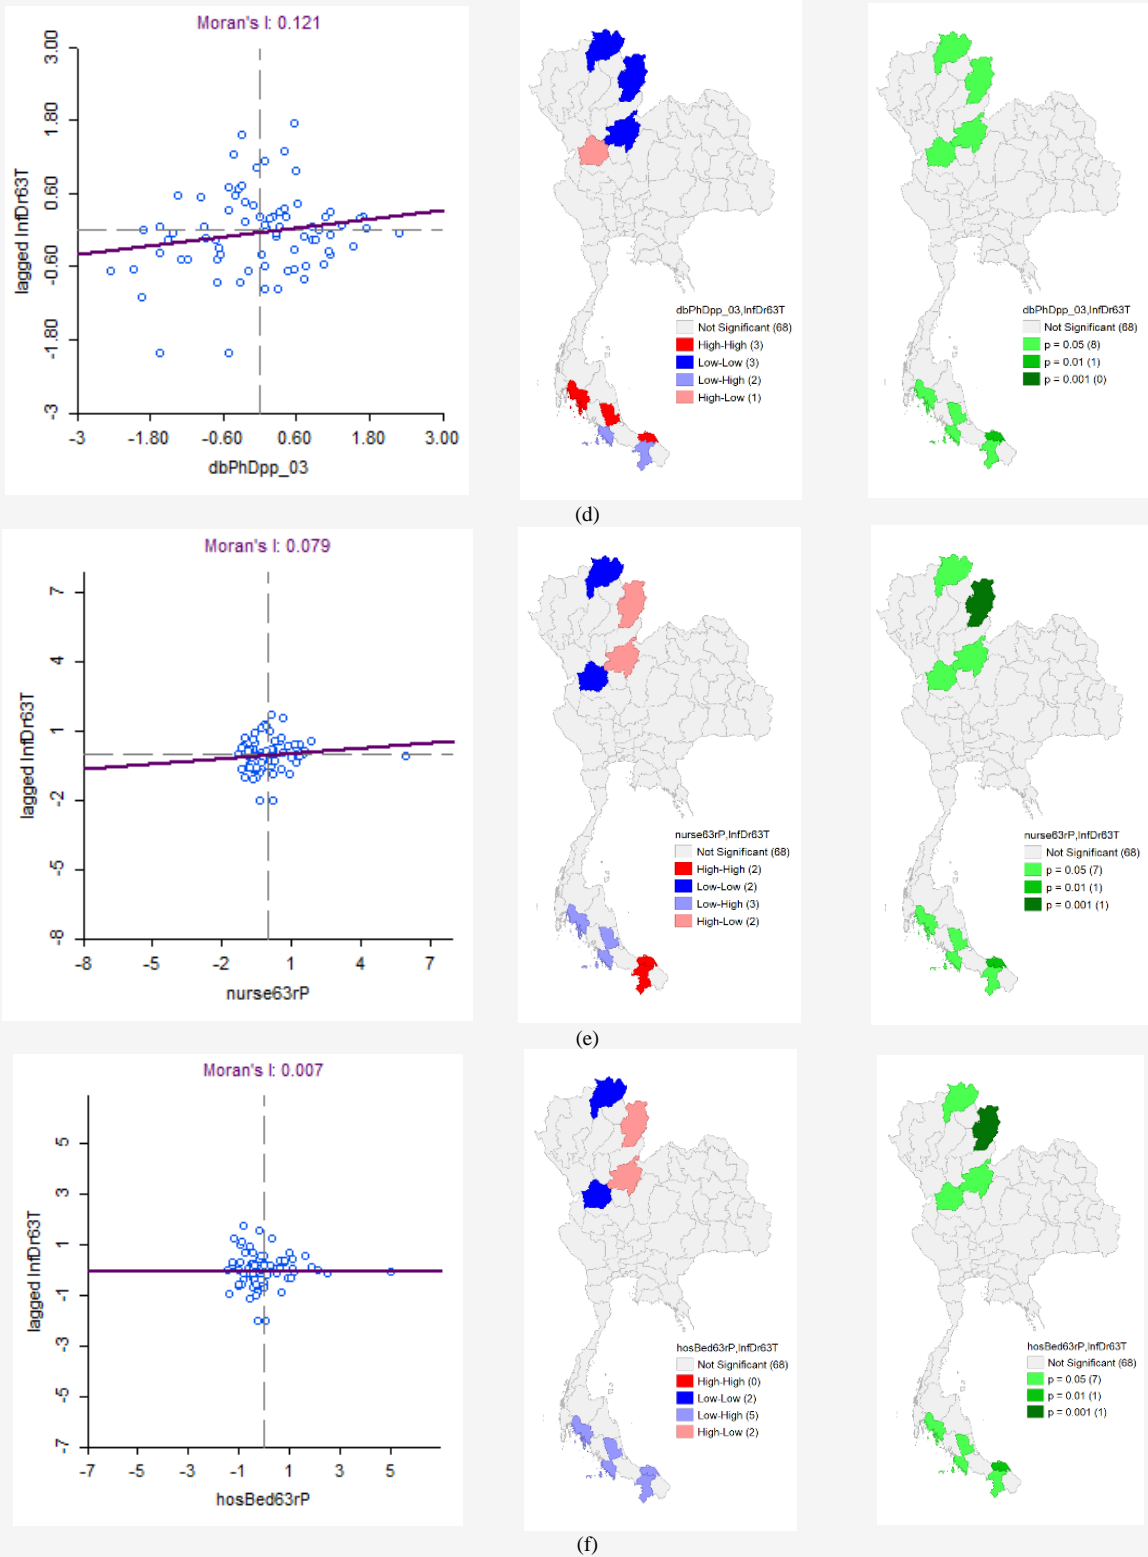 Moran's I: 0.121
3.00
1.80
0.60
-0.60
-1.80
-3
lagged InfDr63T
-3
-1.80
-0.60
0.60
1.80
3.00
dbPhDpp_03
dbPhDpp_03,InfDr63T
Not Significant (68)
High-High (3)
Low-Low (3)
Low-High (2)
High-Low (1)
dbPhDpp_03,InfDr63T
Not Significant (68)
p = 0.05 (8)
p = 0.01 (1)
p = 0.001 (0)
(d)
Moran's I: 0.079
7
4
1
-2
-5
-8
lagged InfDr63T
-8
-5
-2
1
4
7
nurse63rP
nurse63rP,InfDr63T
Not Significant (68)
High-High (2)
Low-Low (2)
Low-High (3)
High-Low (2)
nurse63rP,InfDr63T
Not Significant (68)
p = 0.05 (7)
p = 0.01 (1)
p = 0.001 (1)
(e)
Moran's I: 0.007
5
3
1
-1
-3
-5
-7
lagged InfDr63T
-7
-5
-3
-1
1
3
5
hosBed63rP
hosBed63rP,InfDr63T
Not Significant (68)
High-High (0)
Low-Low (2)
Low-High (5)
High-Low (2)
hosBed63rP,InfDr63T
Not Significant (68)
p = 0.05 (7)
p = 0.01 (1)
p = 0.001 (1)
(f)